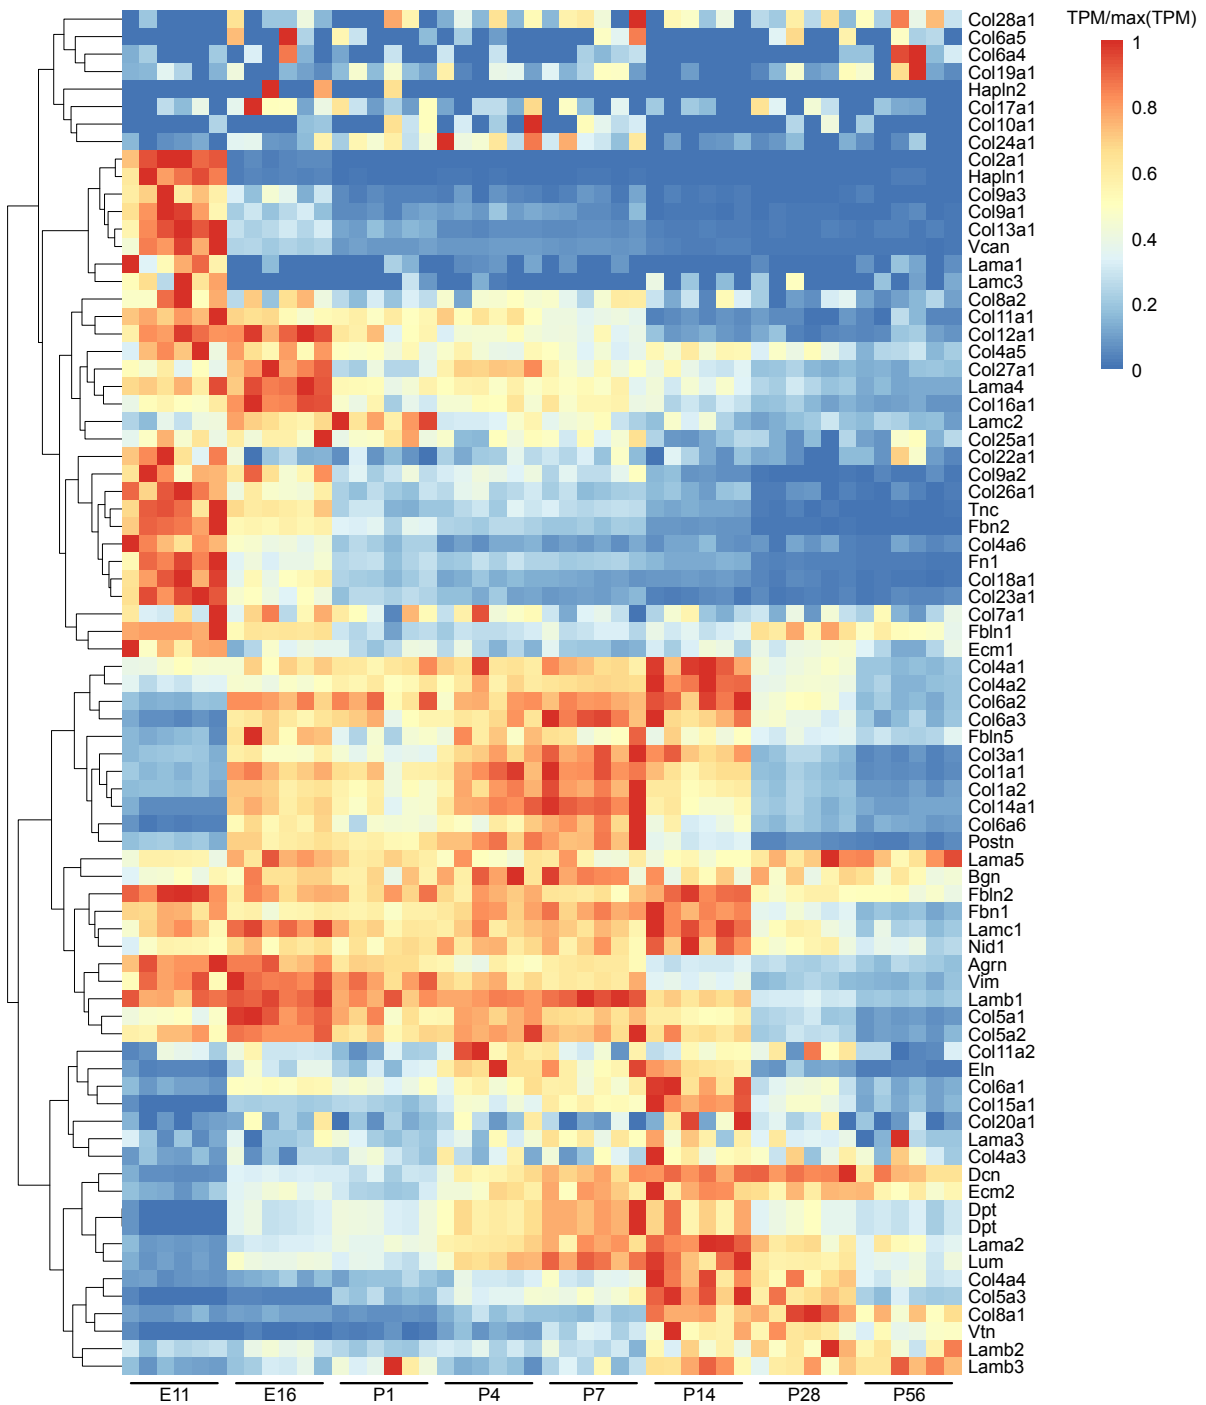 TPM/max(TPM)
1
0.8
0.6
0.4
0.2
0
Col28a1
Col6a5
Col6a4
Col19a1
Hapln2
Col17a1
Col10a1
Col24a1
Col2a1
Hapln1
Col9a3
Col9a1
Col13a1
Vcan
Lama1
Lamc3
Col8a2
Col11a1
Col12a1
Col4a5
Col27a1
Lama4
Col16a1
Lamc2
Col25a1
Col22a1
Col9a2
Col26a1
Tnc
Fbn2
Col4a6
Fn1
Col18a1
Col23a1
Col7a1
Fbln1
Ecm1
Col4a1
Col4a2
Col6a2
Col6a3
Fbln5
Col3a1
Col1a1
Col1a2
Col14a1
Col6a6
Postn
Lama5
Bgn
Fbln2
Fbn1
Lamc1
Nid1
Agrn
Vim
Lamb1
Col5a1
Col5a2
Col11a2
Eln
Col6a1
Col15a1
Col20a1
Lama3
Col4a3
Dcn
Ecm2
Dpt
Dpt
Lama2
Lum
Col4a4
Col5a3
Col8a1
Vtn
Lamb2
Lamb3
E11 E16 P1 P4 P7 P14 P28 P56